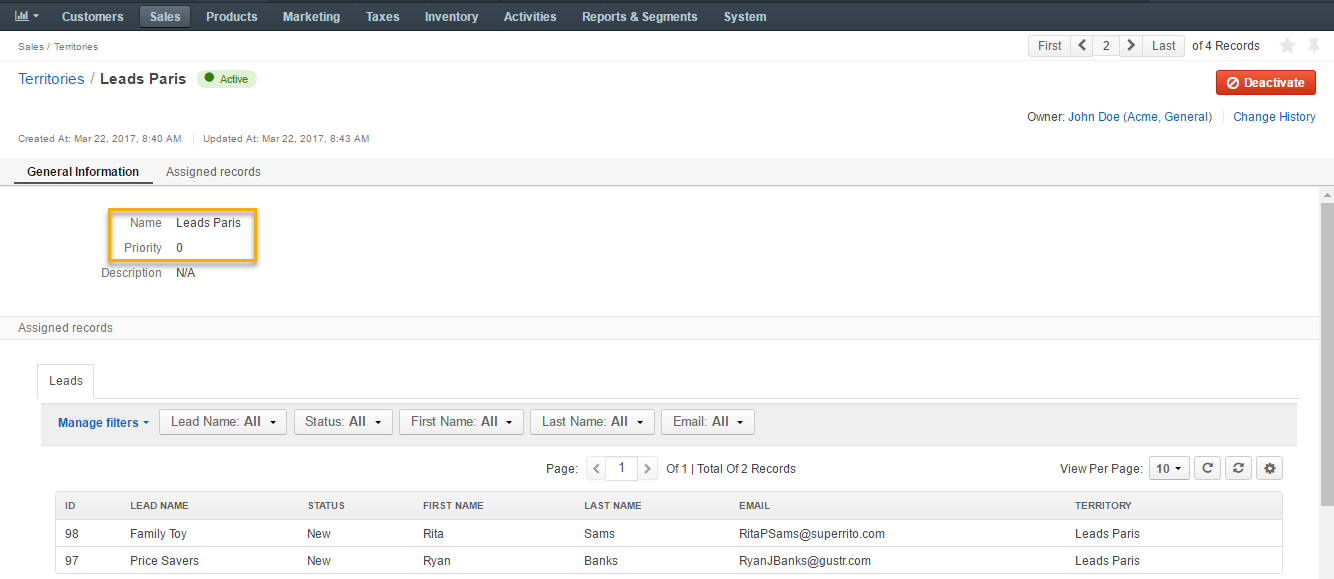 Customers Sales Products Marketing Taxes Inventory Activities Reports & Segments System
Sales / Territories First 2 Last of 4 Records
Territories / Leads Paris Active Deactivate
Owner: John Doe (Acme, General) Change History
Created At: Mar 22, 2017, 8:40 AM Updated At: Mar 22, 2017, 8:43 AM
General Information Assigned records
Name Leads Paris
Priority 0
Description N/A
Assigned records
Leads
Manage filters Lead Name: All Status: All First Name: All Last Name: All Email: All
Page: 1 Of 1 | Total Of 2 Records View Per Page: 10
ID LEAD NAME STATUS FIRST NAME LAST NAME EMAIL TERRITORY
98 Family Toy New Rita Sams RitaPSams@superrito.com Leads Paris
97 Price Savers New Ryan Banks RyanJBanks@gustr.com Leads Paris